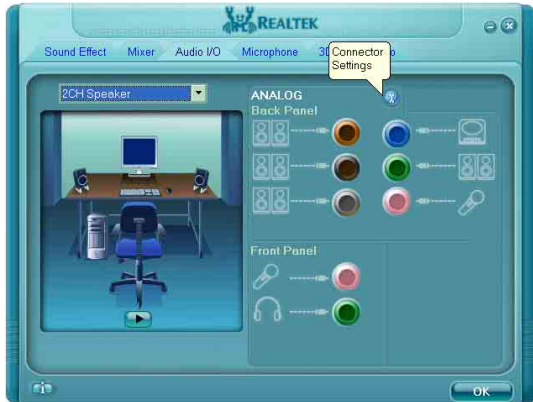 REALTEK
Sound Effect
Mixer
Audio I/O
Microphone
3D
o
Connector
Settings
2CH Speaker
ANALOG
Back Panel
Front Panel
OK